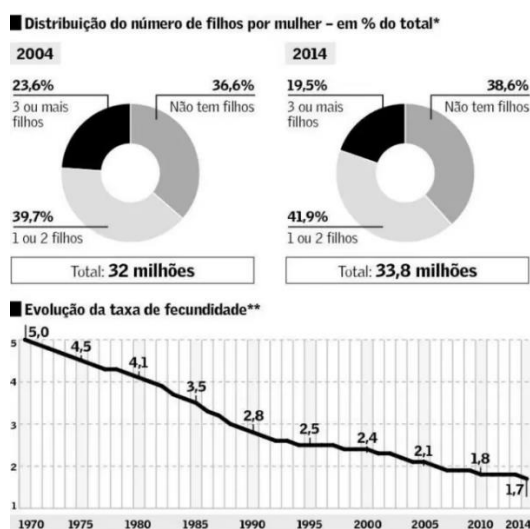 Distribuição do número de filhos por mulher – em % do total*
2004
23,6%
3 ou mais
filhos
36,6%
Não tem filhos
39,7%
1 ou 2 filhos
Total: 32 milhões
2014
19,5%
3 ou mais
filhos
38,6%
Não tem filhos
41,9%
1 ou 2 filhos
Total: 33,8 milhões
Evolução da taxa de fecundidade**
5
4
3
2
1
5,0
4,5
4,1
3,5
2,8
2,5
2,4
2,1
1,8
1,7
1970 1975 1980 1985 1990 1995 2000 2005 2010 2014